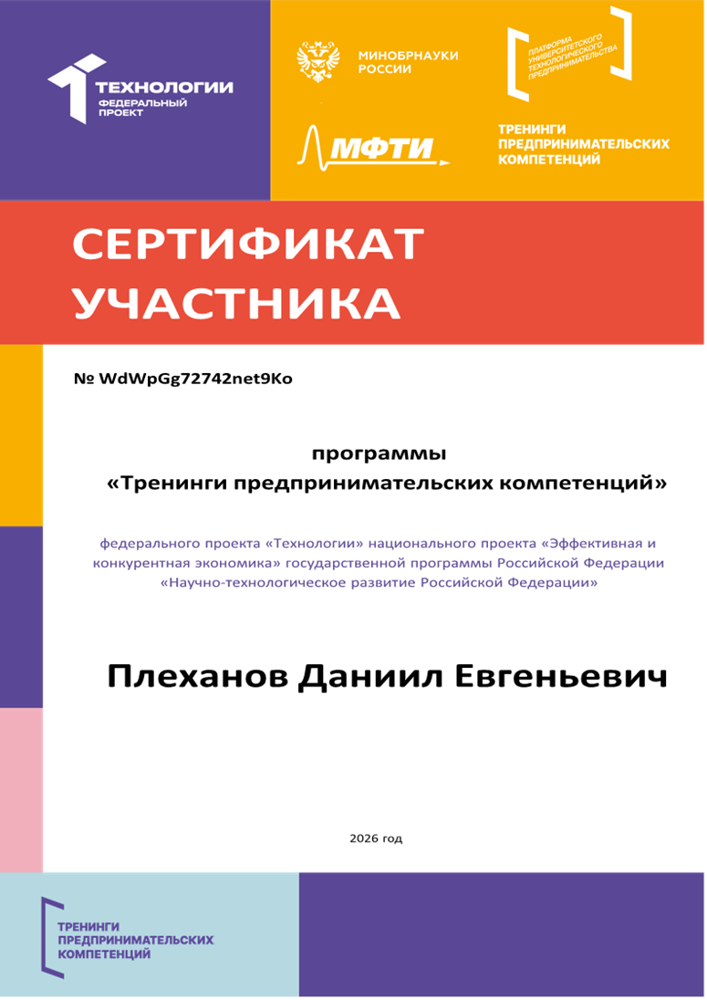 ТЕХНОЛОГИИ
ФЕДЕРАЛЬНЫЙ
ПРОЕКТ
МИНОБРНАУКИ
РОССИИ
ПЛАТФОРМА
УНИВЕРСИТЕТСКОГО
ТЕХНОЛОГИЧЕСКОГО
ПРЕДПРИНИМАТЕЛЬСТВА
МФТИ
ТРЕНИНГИ
ПРЕДПРИНИМАТЕЛЬСКИХ
КОМПЕТЕНЦИЙ
СЕРТИФИКАТ
УЧАСТНИКА
№ WdWpGg72742net9Ko
программы
«Тренинги предпринимательских компетенций»
федерального проекта «Технологии» национального проекта «Эффективная и
конкурентная экономика» государственной программы Российской Федерации
«Научно-технологическое развитие Российской Федерации»
Плеханов Даниил Евгеньевич
2026 год
ТРЕНИНГИ
ПРЕДПРИНИМАТЕЛЬСКИХ
КОМПЕТЕНЦИЙ